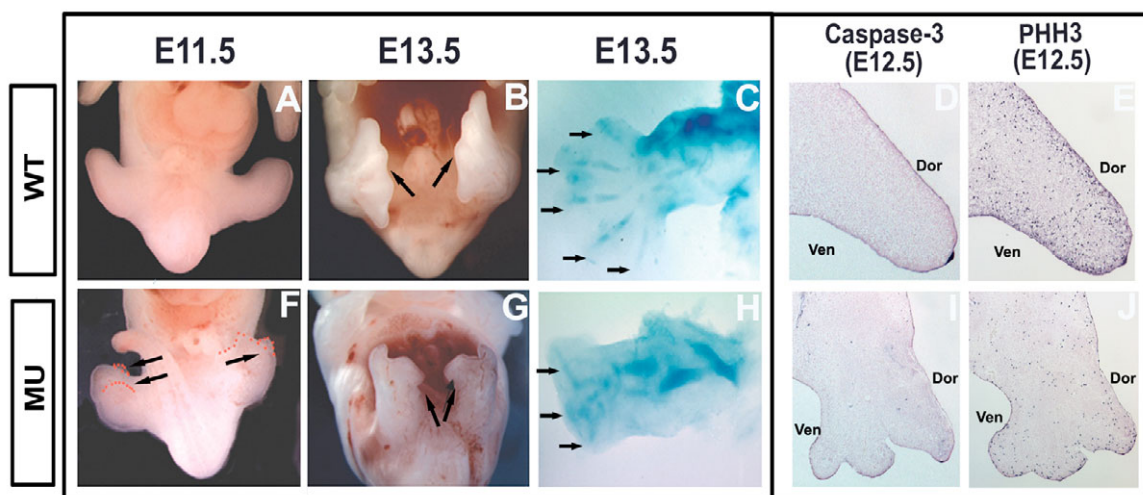 E11.5 E13.5 E13.5 Caspase-3 PHH3
(E12.5) (E12.5)
WT
A B C D E
Dor Dor
Ven Ven
MU
F G H I J
Dor Dor
Ven Ven